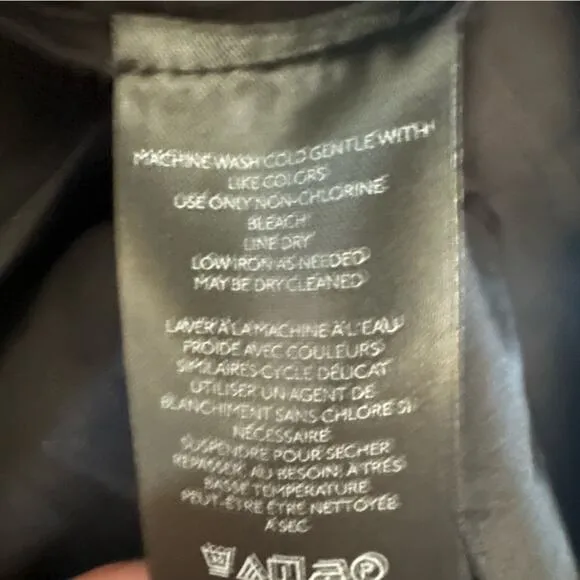 MACHINE WASH COLD GENTLE WITH
LIKE COLORS
USE ONLY NON-CHLORINE
BLEACH
LINE DRY
LOW IRON AS NEEDED
MAY BE DRY CLEANED
LAVER À LA MACHINE À L'EAU
FROIDE AVEC COULEURS
SIMILAIRES CYCLE DÉLICAT
UTILISER UN AGENT DE
BLANCHIMENT SANS CHLORE SI
NÉCESSAIRE
SUSPENDRE POUR SÉCHER
REPASSER, AU BESOIN, À TRÈS
BASSE TEMPÉRATURE
PEUT-ÊTRE ÊTRE NETTOYÉE
À SEC